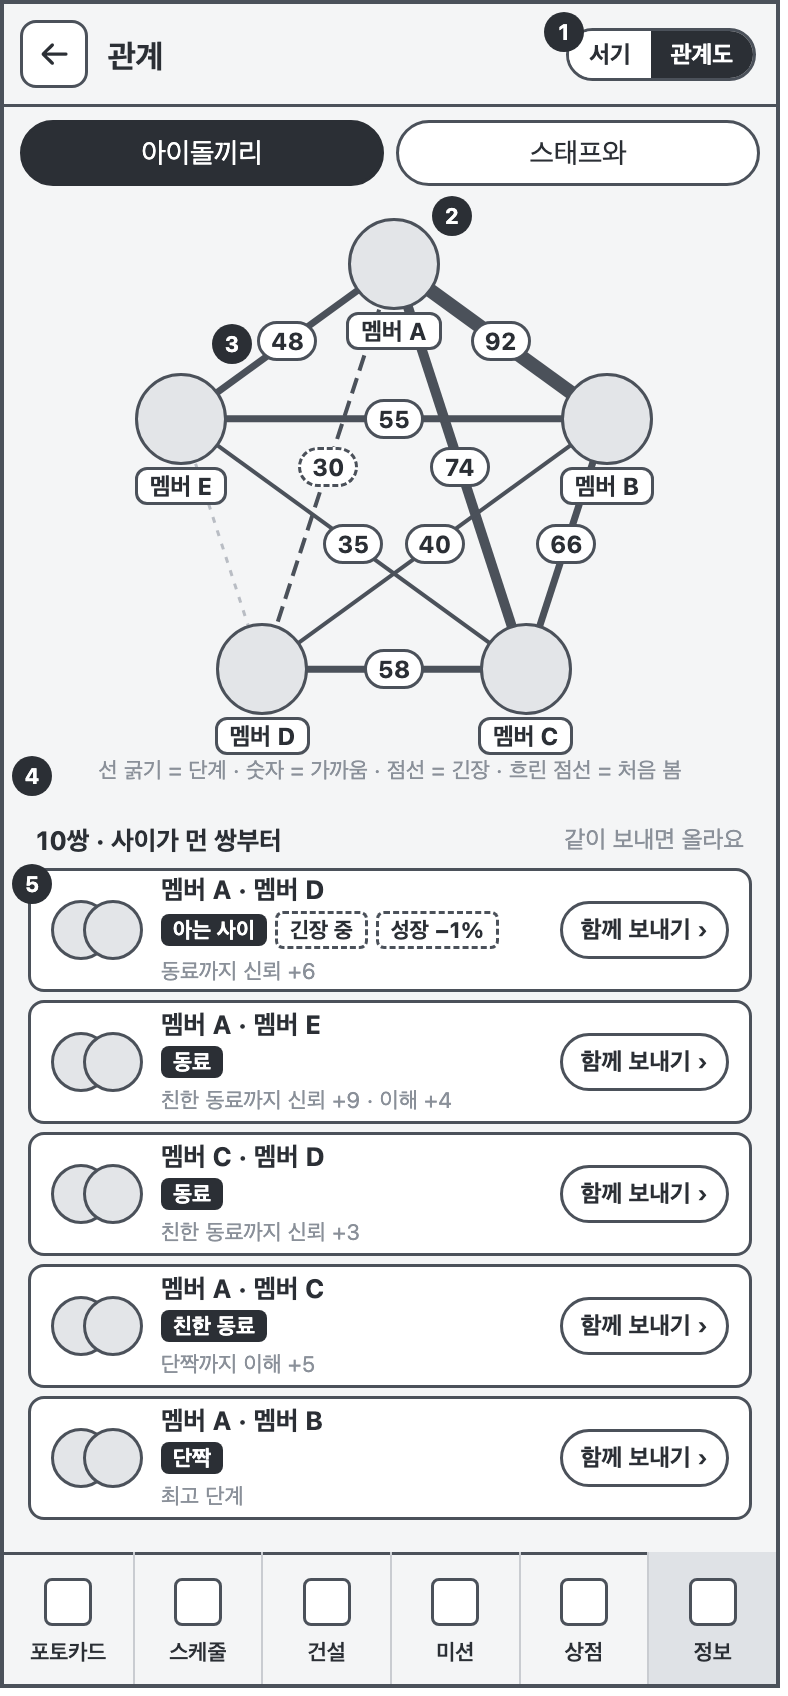 관계
1
서기
관계도
아이돌끼리
스태프와
2
3
48
멤버 A
92
55
멤버 E
30
74
멤버 B
35
40
66
58
멤버 D
멤버 C
4
선 굵기 = 단계 · 숫자 = 가까움 · 점선 = 긴장 · 흐린 점선 = 처음 봄
10쌍 · 사이가 먼 쌍부터
같이 보내면 올라요
5
멤버 A · 멤버 D
아는 사이
긴장 중
성장 −1%
동료까지 신뢰 +6
함께 보내기 ›
멤버 A · 멤버 E
동료
친한 동료까지 신뢰 +9 · 이해 +4
함께 보내기 ›
멤버 C · 멤버 D
동료
친한 동료까지 신뢰 +3
함께 보내기 ›
멤버 A · 멤버 C
친한 동료
단짝까지 이해 +5
함께 보내기 ›
멤버 A · 멤버 B
단짝
최고 단계
함께 보내기 ›
포토카드
스케줄
건설
미션
상점
정보